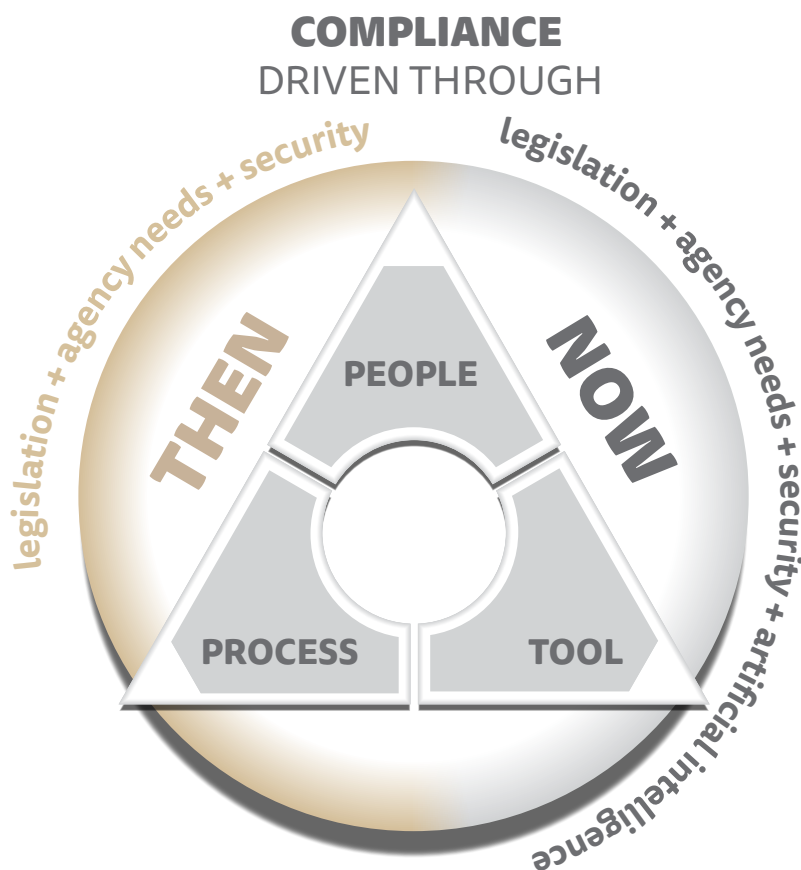 COMPLIANCE
DRIVEN THROUGH
legislation + agency needs + security
legislation + agency needs + security + artificial intelligence
THEN
NOW
PEOPLE
PROCESS
TOOL